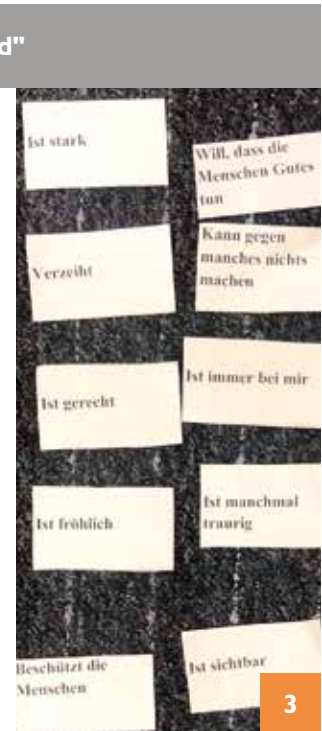 d"
Ist stark
Will, dass die
Menschen Gutes
tun
Verzeiht
Kann gegen
manches nichts
machen
Ist gerecht
Ist immer bei mir
Ist fröhlich
Ist manchmal
traurig
Beschützt die
Menschen
Ist sichtbar
3